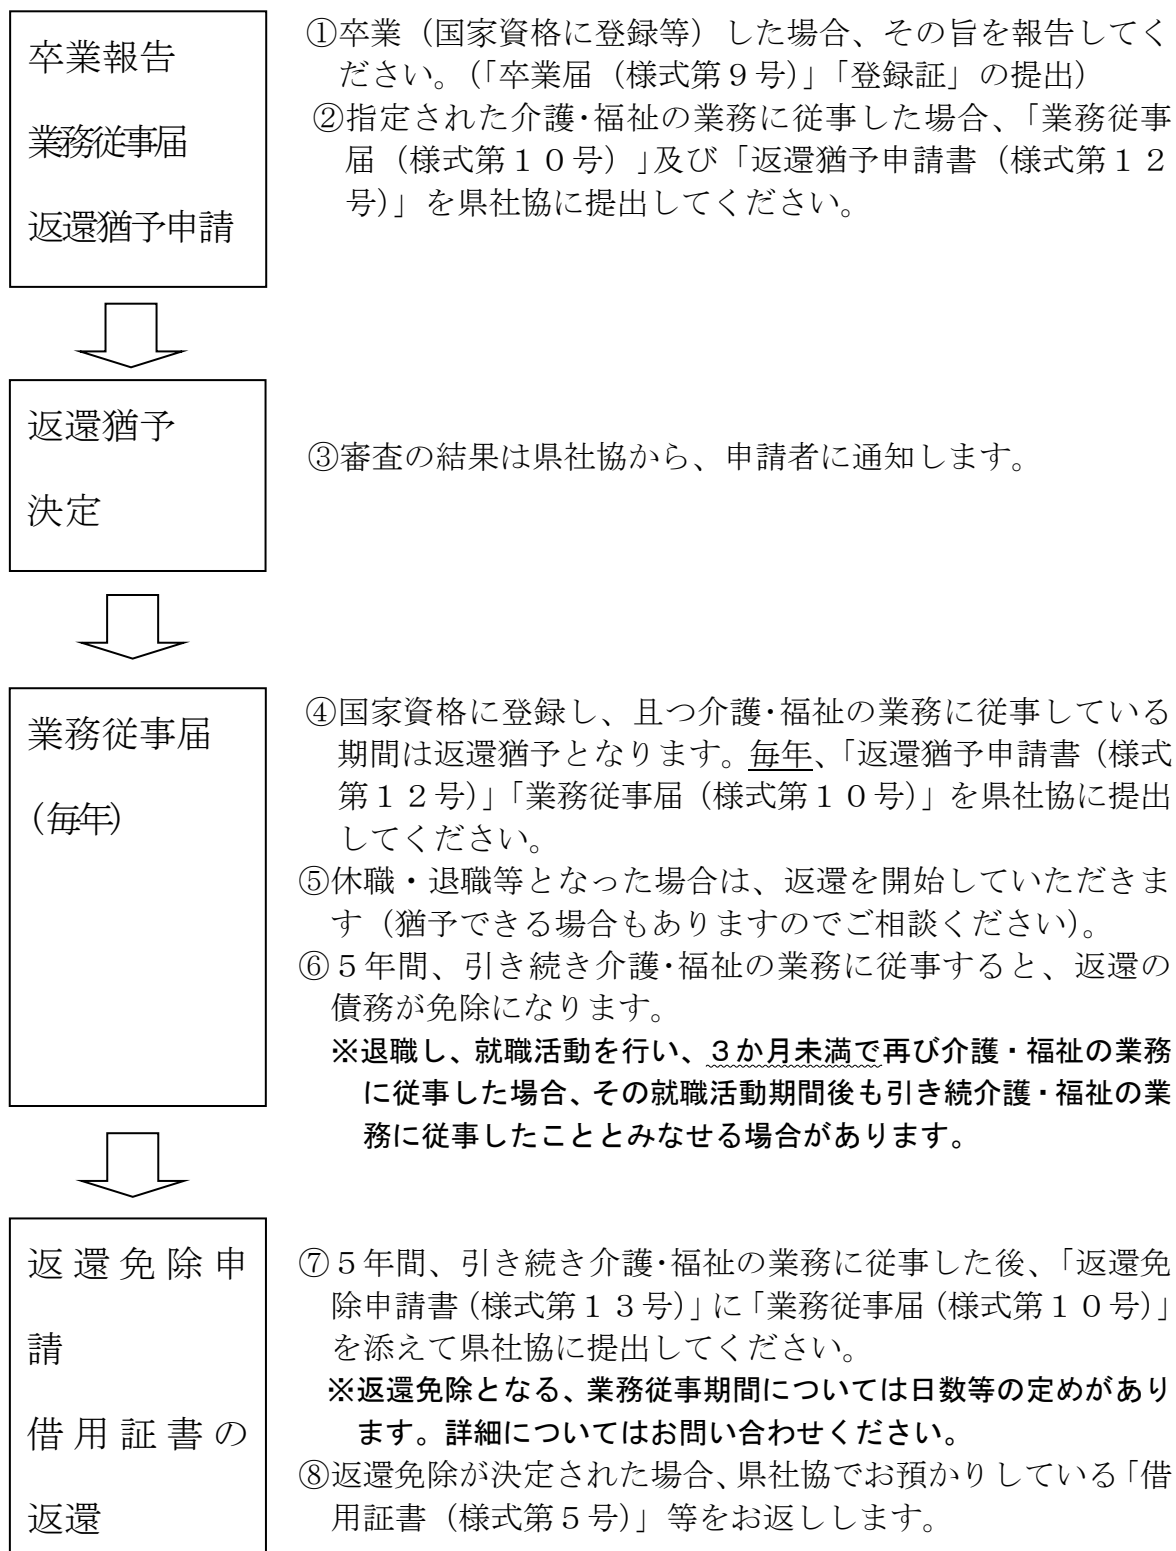 卒業報告
業務従事届
返還猶予申請
①卒業（国家資格に登録等）した場合、その旨を報告してく
ださい。（「卒業届（様式第９号）」「登録証」の提出）
②指定された介護・福祉の業務に従事した場合、「業務従事
届（様式第１０号）」及び「返還猶予申請書（様式第１２
号）」を県社協に提出してください。
返還猶予
決定
③審査の結果は県社協から、申請者に通知します。
業務従事届
（毎年）
④国家資格に登録し、且つ介護・福祉の業務に従事している
期間は返還猶予となります。毎年、「返還猶予申請書（様式
第１２号）」「業務従事届（様式第１０号）」を県社協に提出
してください。
⑤休職・退職等となった場合は、返還を開始していただきま
す（猶予できる場合もありますのでご相談ください）。
⑥５年間、引き続き介護・福祉の業務に従事すると、返還の
債務が免除になります。
※退職し、就職活動を行い、３か月未満で再び介護・福祉の業務
に従事した場合、その就職活動期間後も引き続介護・福祉の業
務に従事したこととみなせる場合があります。
返還免除申
請
借用証書の
返還
⑦５年間、引き続き介護・福祉の業務に従事した後、「返還免
除申請書（様式第１３号）」に「業務従事届（様式第１０号）」
を添えて県社協に提出してください。
※返還免除となる、業務従事期間については日数等の定めがあり
ます。詳細についてはお問い合わせください。
⑧返還免除が決定された場合、県社協でお預かりしている「借
用証書（様式第５号）」等をお返しします。